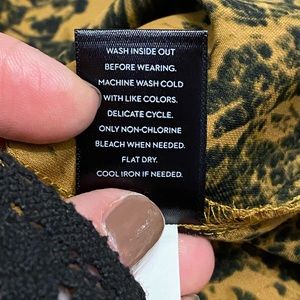 WASH INSIDE OUT
BEFORE WEARING.
MACHINE WASH COLD
WITH LIKE COLORS.
DELICATE CYCLE.
ONLY NON-CHLORINE
BLEACH WHEN NEEDED.
FLAT DRY.
COOL IRON IF NEEDED.